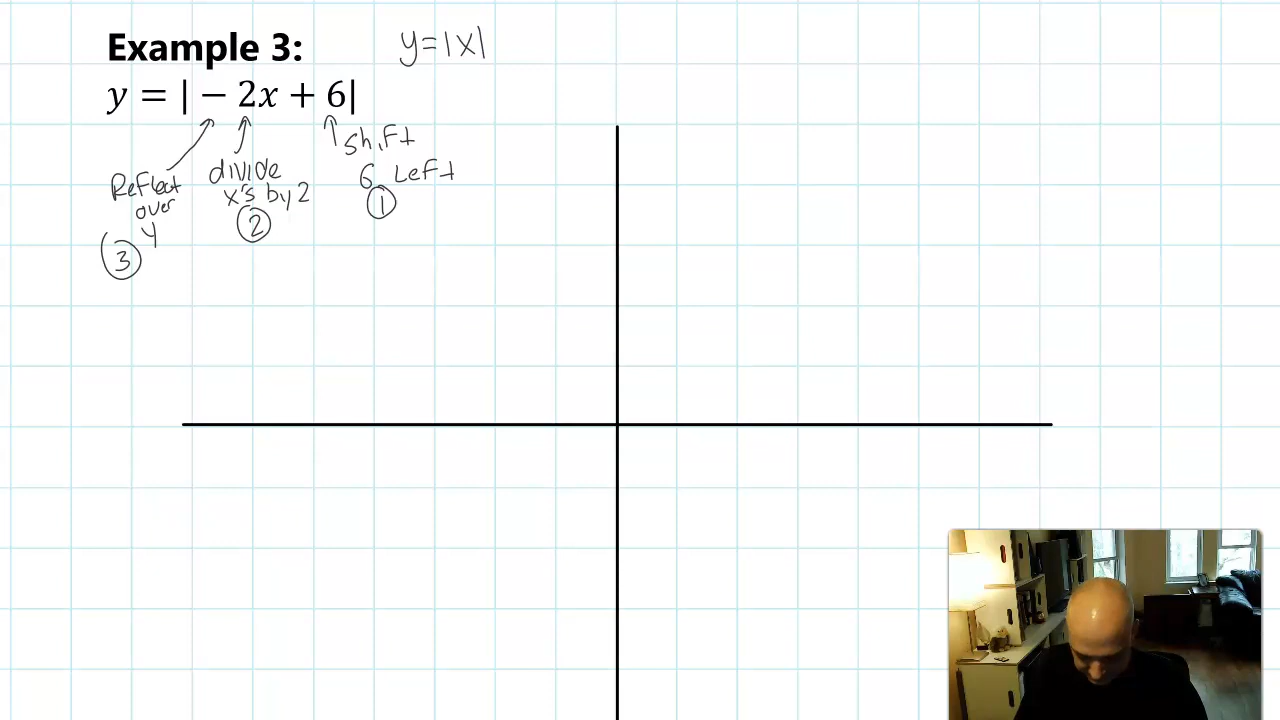 Example 3:
y=|x|
y = | − 2x + 6|
Shift
6 Left
①
divide
x's by 2
②
Reflect
over
y
③